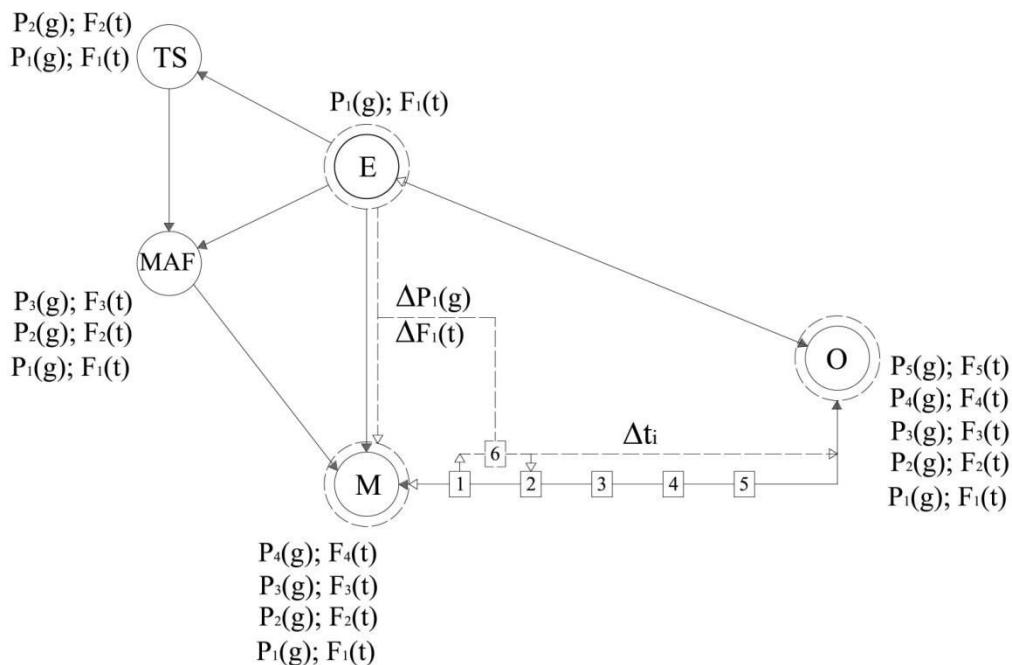 P₂(g); F₂(t)
P₁(g); F₁(t)
TS
P₁(g); F₁(t)
E
MAF
P₃(g); F₃(t)
P₂(g); F₂(t)
P₁(g); F₁(t)
ΔP₁(g)
ΔF₁(t)
O
P₅(g); F₅(t)
P₄(g); F₄(t)
P₃(g); F₃(t)
P₂(g); F₂(t)
P₁(g); F₁(t)
6
Δtᵢ
M
1 2 3 4 5
P₄(g); F₄(t)
P₃(g); F₃(t)
P₂(g); F₂(t)
P₁(g); F₁(t)